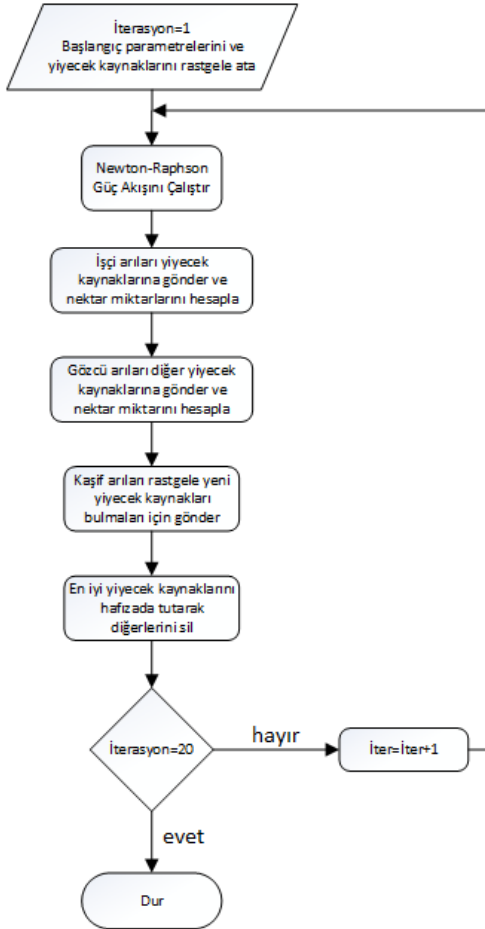 İterasyon=1
Başlangıç parametrelerini ve
yiyecek kaynaklarını rastgele ata
Newton-Raphson
Güç Akışını Çalıştır
İşçi arıları yiyecek
kaynaklarına gönder ve
nektar miktarlarını hesapla
Gözcü arıları diğer yiyecek
kaynaklarına gönder ve
nektar miktarını hesapla
Kaşif arıları rastgele yeni
yiyecek kaynakları
bulmaları için gönder
En iyi yiyecek kaynaklarını
hafızada tutarak
diğerlerini sil
İterasyon=20
hayır
İter=İter+1
evet
Dur